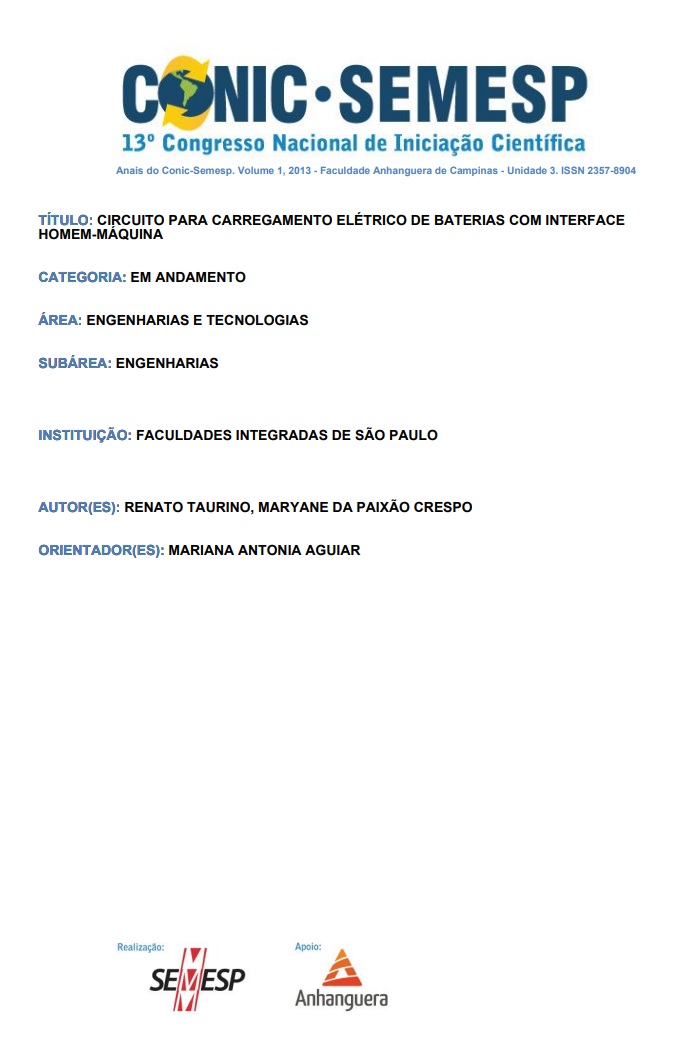 CONIC•SEMESP
13º Congresso Nacional de Iniciação Científica
Anais do Conic-Semesp. Volume 1, 2013 - Faculdade Anhanguera de Campinas - Unidade 3. ISSN 2357-8904
TÍTULO: CIRCUITO PARA CARREGAMENTO ELÉTRICO DE BATERIAS COM INTERFACE
HOMEM-MÁQUINA
CATEGORIA: EM ANDAMENTO
ÁREA: ENGENHARIAS E TECNOLOGIAS
SUBÁREA: ENGENHARIAS
INSTITUIÇÃO: FACULDADES INTEGRADAS DE SÃO PAULO
AUTOR(ES): RENATO TAURINO, MARYANE DA PAIXÃO CRESPO
ORIENTADOR(ES): MARIANA ANTONIA AGUIAR
Realização:
SEMESP
Apoio:
Anhanguera